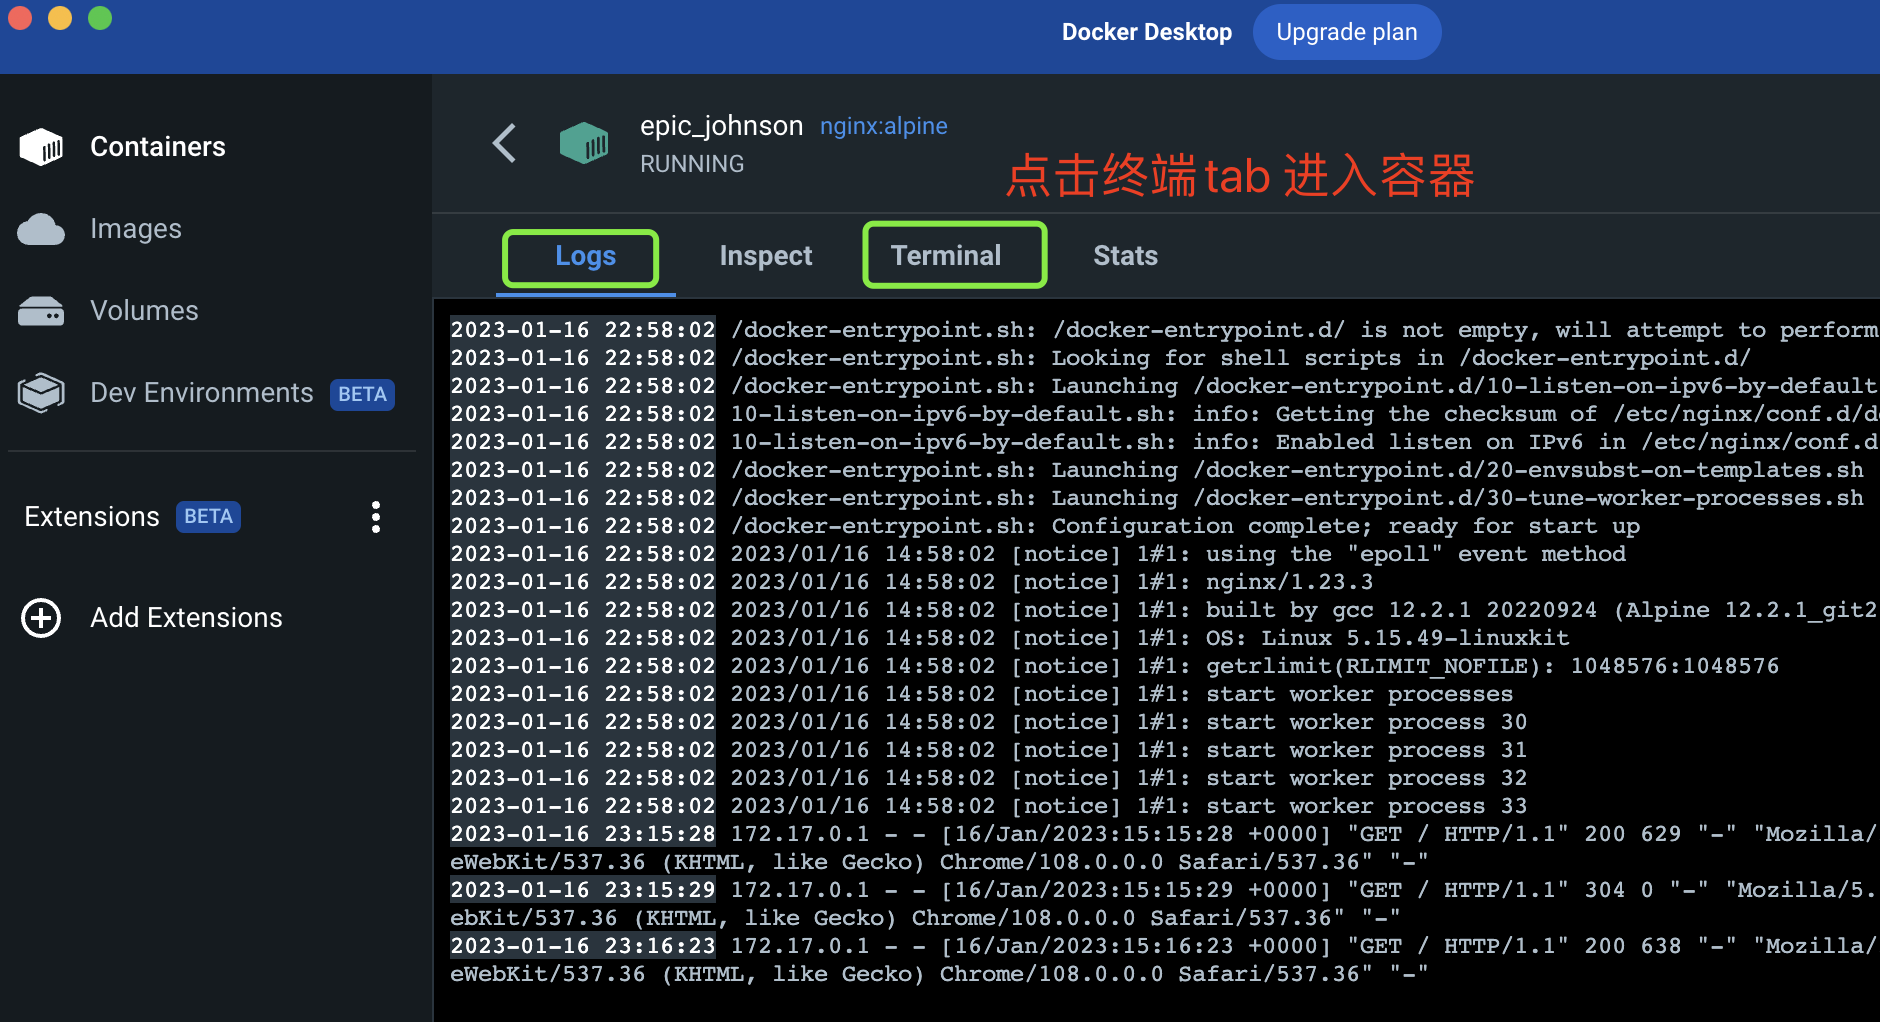 Docker Desktop Upgrade plan
Containers
Images
Volumes
Dev Environments BETA
Extensions BETA
Add Extensions
epic_johnson nginx:alpine
RUNNING
点击终端tab 进入容器
Logs Inspect Terminal Stats
2023-01-16 22:58:02 /docker-entrypoint.sh: /docker-entrypoint.d/ is not empty, will attempt to perform
2023-01-16 22:58:02 /docker-entrypoint.sh: Looking for shell scripts in /docker-entrypoint.d/
2023-01-16 22:58:02 /docker-entrypoint.sh: Launching /docker-entrypoint.d/10-listen-on-ipv6-by-default
2023-01-16 22:58:02 10-listen-on-ipv6-by-default.sh: info: Getting the checksum of /etc/nginx/conf.d/d
2023-01-16 22:58:02 10-listen-on-ipv6-by-default.sh: info: Enabled listen on IPv6 in /etc/nginx/conf.d
2023-01-16 22:58:02 /docker-entrypoint.sh: Launching /docker-entrypoint.d/20-envsubst-on-templates.sh
2023-01-16 22:58:02 /docker-entrypoint.sh: Launching /docker-entrypoint.d/30-tune-worker-processes.sh
2023-01-16 22:58:02 /docker-entrypoint.sh: Configuration complete; ready for start up
2023-01-16 22:58:02 2023/01/16 14:58:02 [notice] 1#1: using the "epoll" event method
2023-01-16 22:58:02 2023/01/16 14:58:02 [notice] 1#1: nginx/1.23.3
2023-01-16 22:58:02 2023/01/16 14:58:02 [notice] 1#1: built by gcc 12.2.1 20220924 (Alpine 12.2.1_git2
2023-01-16 22:58:02 2023/01/16 14:58:02 [notice] 1#1: OS: Linux 5.15.49-linuxkit
2023-01-16 22:58:02 2023/01/16 14:58:02 [notice] 1#1: getrlimit(RLIMIT_NOFILE): 1048576:1048576
2023-01-16 22:58:02 2023/01/16 14:58:02 [notice] 1#1: start worker processes
2023-01-16 22:58:02 2023/01/16 14:58:02 [notice] 1#1: start worker process 30
2023-01-16 22:58:02 2023/01/16 14:58:02 [notice] 1#1: start worker process 31
2023-01-16 22:58:02 2023/01/16 14:58:02 [notice] 1#1: start worker process 32
2023-01-16 22:58:02 2023/01/16 14:58:02 [notice] 1#1: start worker process 33
2023-01-16 23:15:28 172.17.0.1 - - [16/Jan/2023:15:15:28 +0000] "GET / HTTP/1.1" 200 629 "-" "Mozilla/
eWebKit/537.36 (KHTML, like Gecko) Chrome/108.0.0.0 Safari/537.36" "-"
2023-01-16 23:15:29 172.17.0.1 - - [16/Jan/2023:15:15:29 +0000] "GET / HTTP/1.1" 304 0 "-" "Mozilla/5.
ebKit/537.36 (KHTML, like Gecko) Chrome/108.0.0.0 Safari/537.36" "-"
2023-01-16 23:16:23 172.17.0.1 - - [16/Jan/2023:15:16:23 +0000] "GET / HTTP/1.1" 200 638 "-" "Mozilla/
eWebKit/537.36 (KHTML, like Gecko) Chrome/108.0.0.0 Safari/537.36" "-"